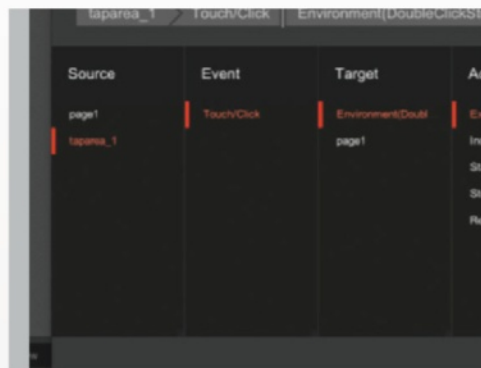 taparea_1 Touch/Click Environment(DoubleClickSt
Source Event Target
page1 Touch/Click Environment(Doubl...
taparea_1 page1